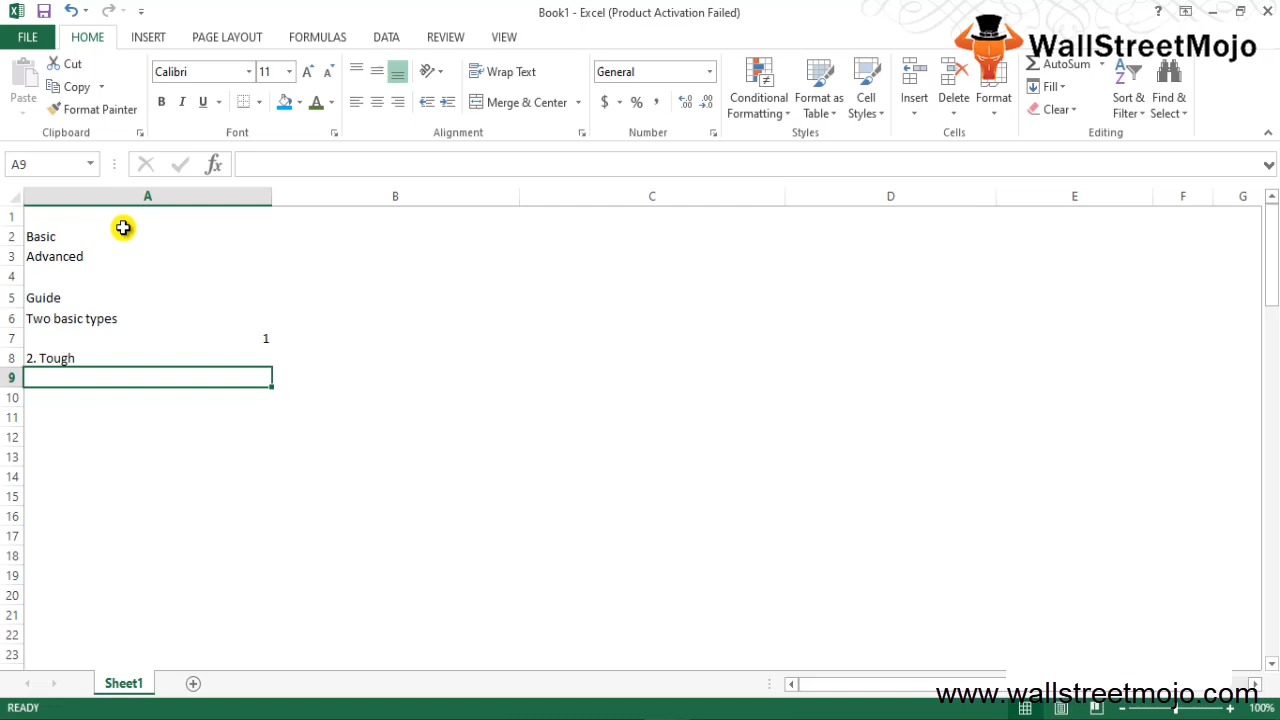 Book1 - Excel (Product Activation Failed)
?
FILE HOME INSERT PAGE LAYOUT FORMULAS DATA REVIEW VIEW
WallStreetMojo
Paste
Cut
Copy
Format Painter
Clipboard
Calibri 11
B I U
Font
Wrap Text
Merge & Center
Alignment
General
$ % ,
Number
Conditional Formatting
Format as Table
Cell Styles
Styles
Insert
Delete
Format
Cells
AutoSum
Fill
Clear
Sort & Filter
Find & Select
Editing
A9
fx
A B C D E F G
1
2 Basic
3 Advanced
4
5 Guide
6 Two basic types
7 1
8 2. Tough
9
10
11
12
13
14
15
16
17
18
19
20
21
22
23
Sheet1
www.wallstreetmojo.com
READY
100%